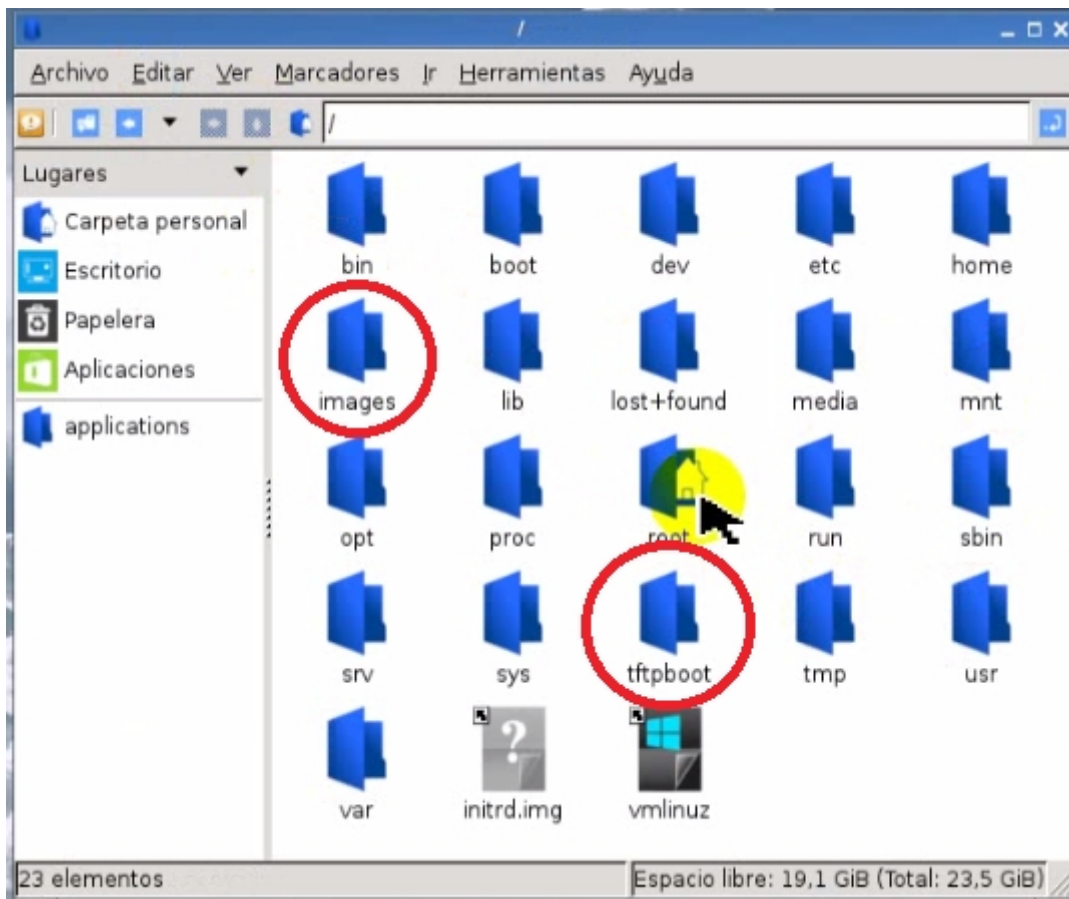 /
Archivo Editar Ver Marcadores Ir Herramientas Ayuda
/
Lugares
Carpeta personal
Escritorio
Papelera
Aplicaciones
applications
bin boot dev etc home
images lib lost+found media mnt
opt proc root run sbin
srv sys tftpboot tmp usr
var initrd.img vmlinuz
23 elementos
Espacio libre: 19,1 GiB (Total: 23,5 GiB)